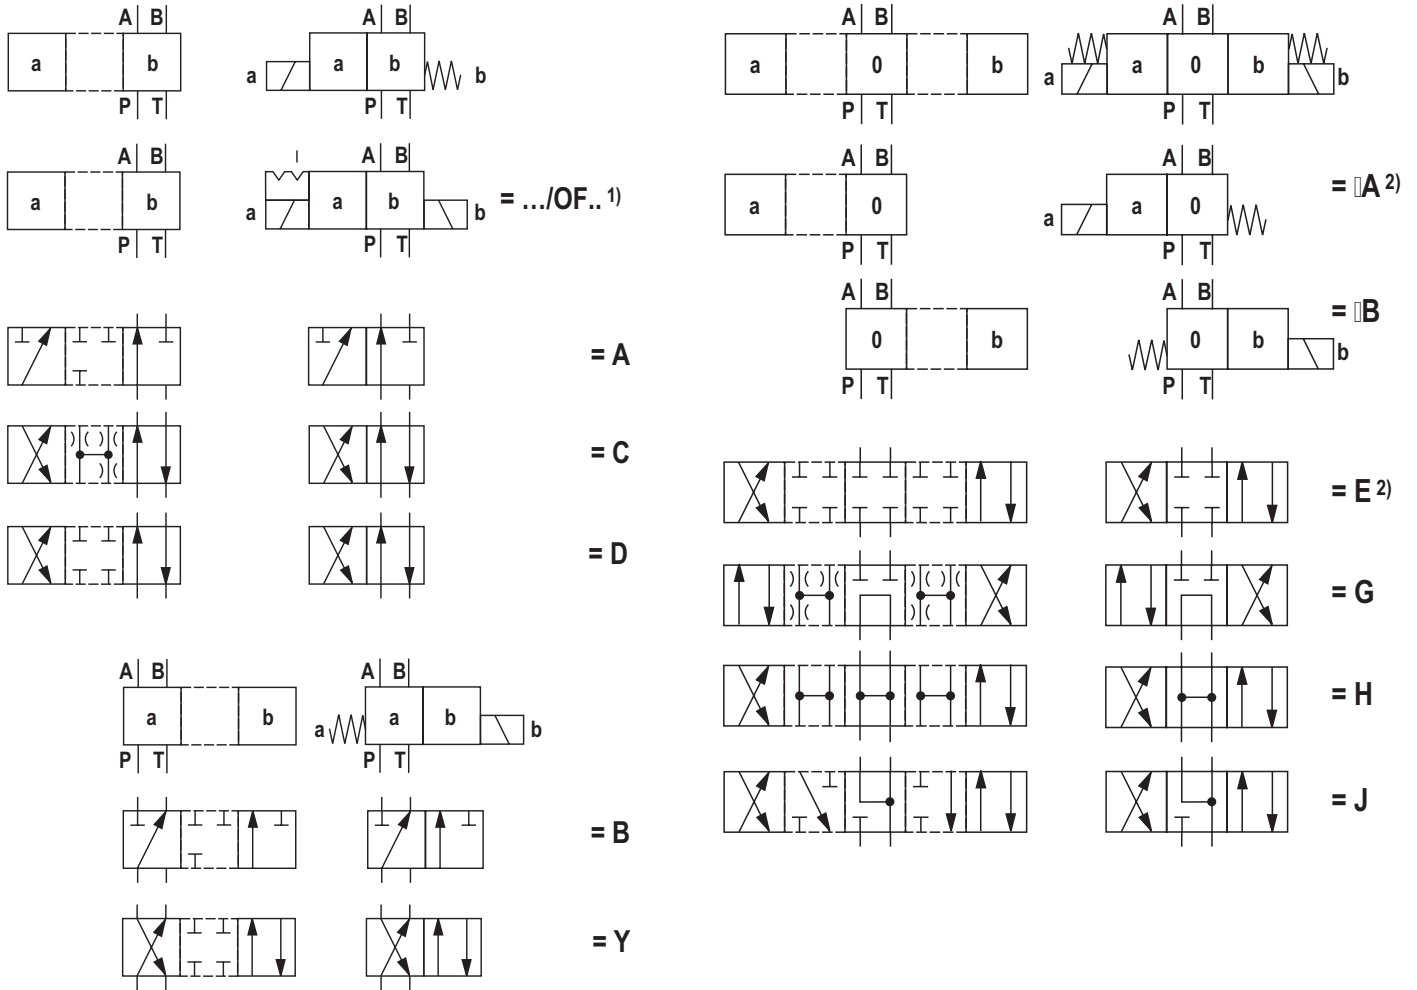 A B
a b
P T
A B
a a b b
P T
A B
a b
P T
A B
a a b b
P T
= .../OF.. 1)
= A
= C
= D
A B
a b
P T
A B
a a b b
P T
= B
= Y
A B
a 0 b
P T
A B
a a 0 b b
P T
A B
a 0
P T
A B
a a 0
P T
= ▯A 2)
A B
0 b
P T
A B
0 b b
P T
= ▯B
= E 2)
= G
= H
= J